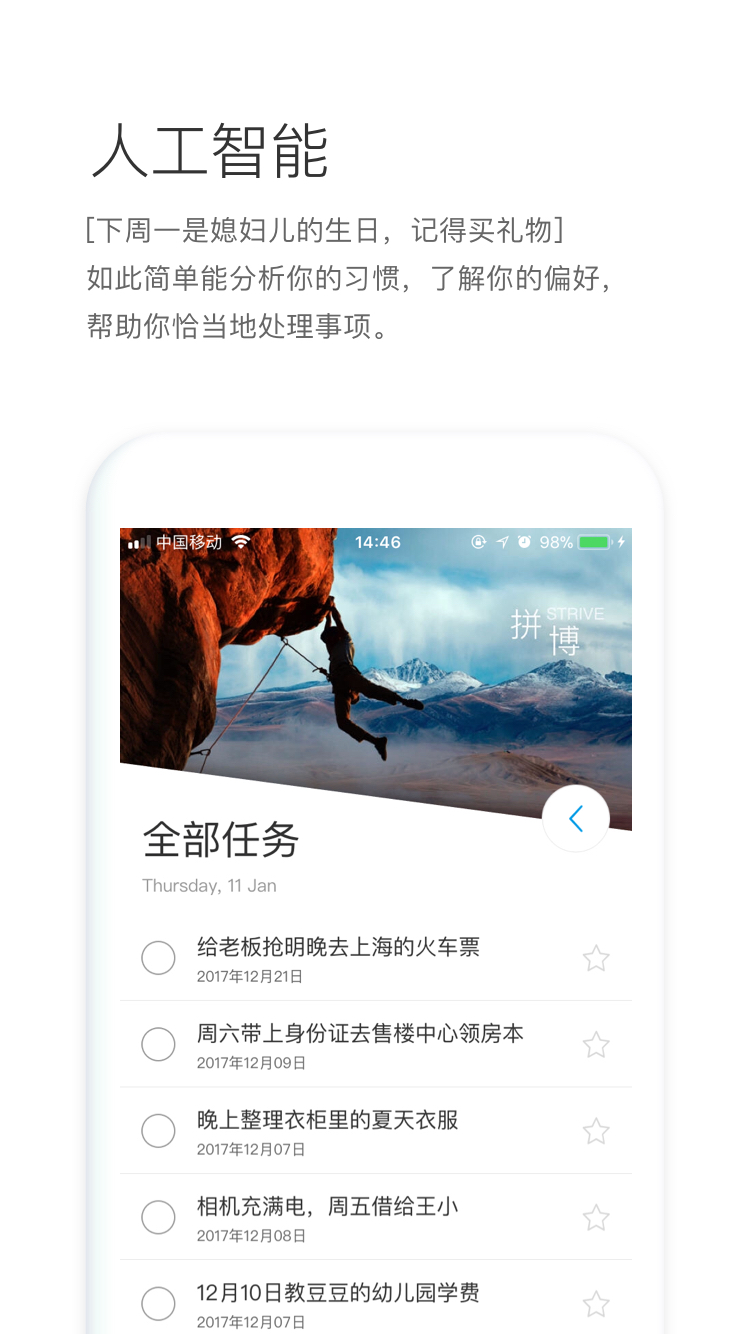 人工智能
[下周一是媳妇儿的生日，记得买礼物]
如此简单能分析你的习惯，了解你的偏好，
帮助你恰当地处理事项。
中国移动 14:46 98%
拼 STRIVE
博
全部任务
Thursday, 11 Jan
给老板抢明晚去上海的火车票
2017年12月21日
周六带上身份证去售楼中心领房本
2017年12月09日
晚上整理衣柜里的夏天衣服
2017年12月07日
相机充满电，周五借给王小
2017年12月08日
12月10日教豆豆的幼儿园学费
2017年12月07日